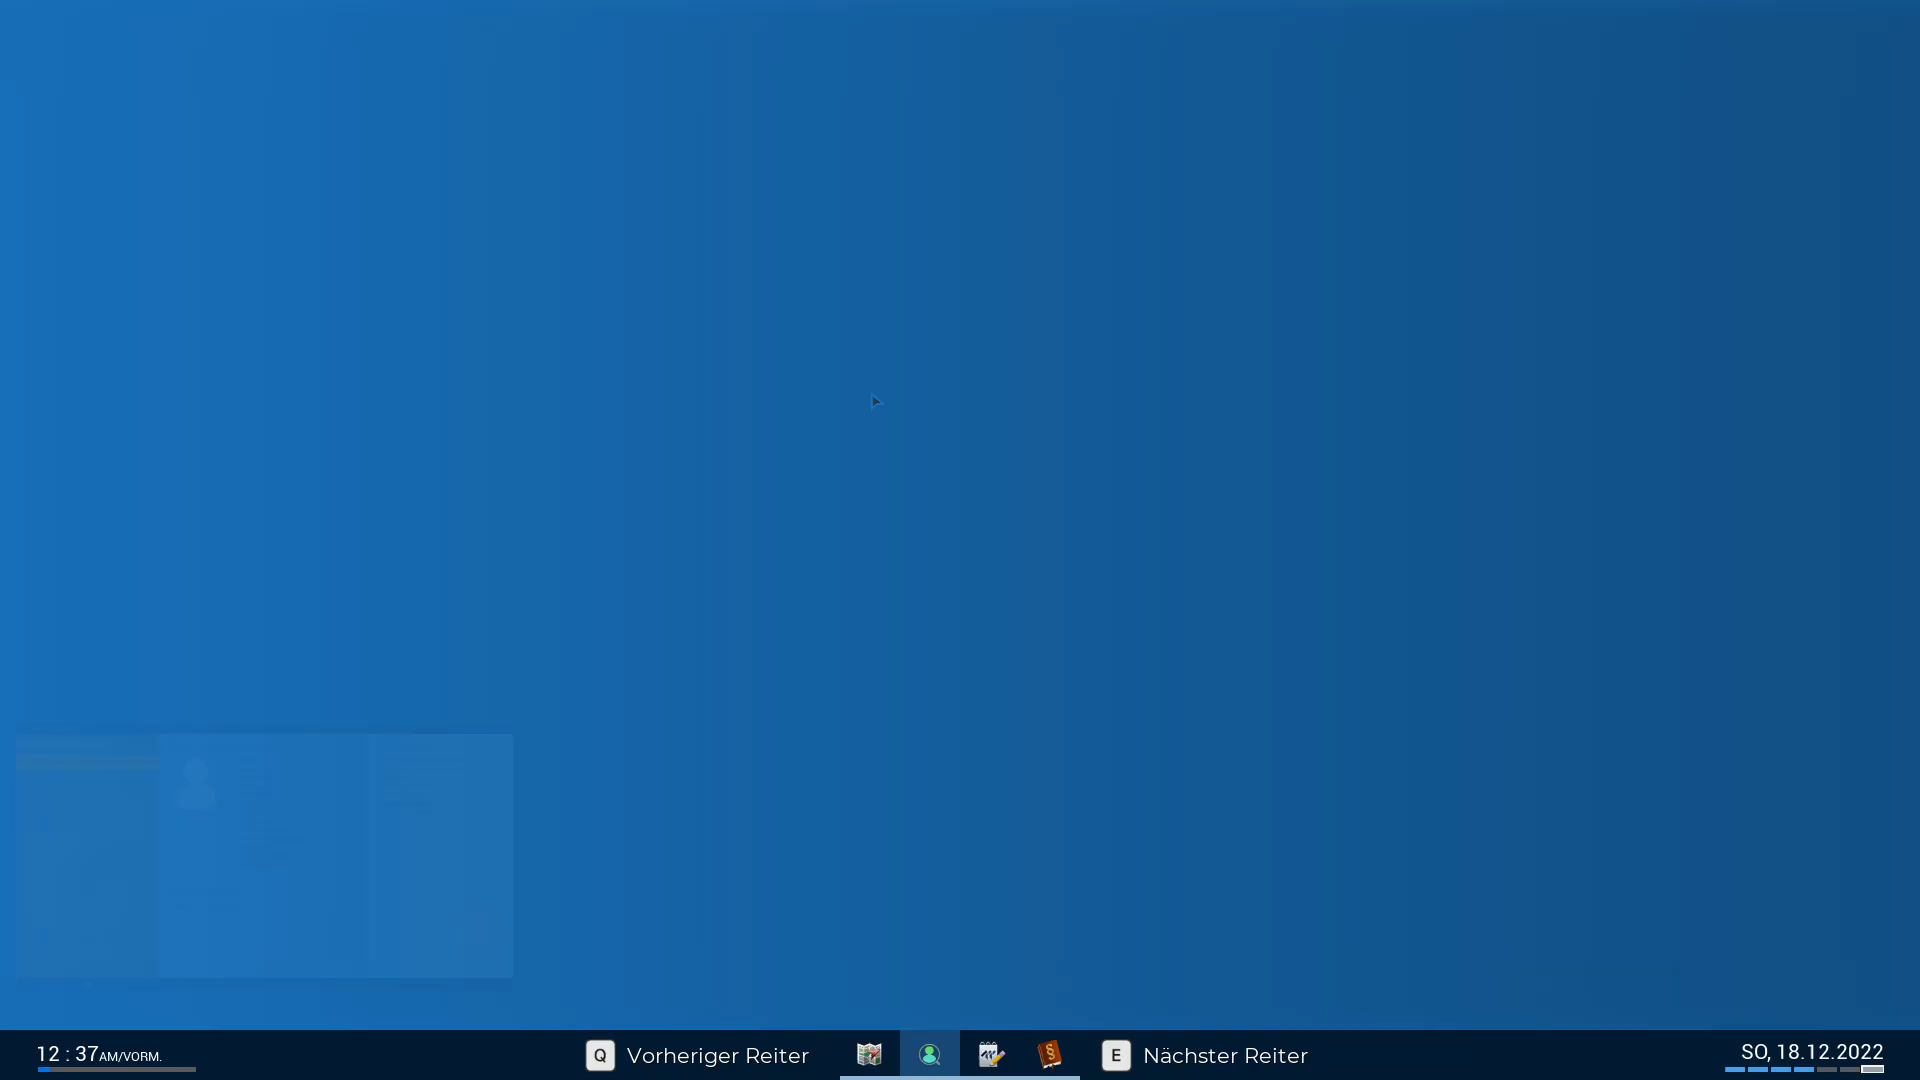 12 : 37AM/VORM.
Q Vorheriger Reiter
E Nächster Reiter
SO, 18.12.2022